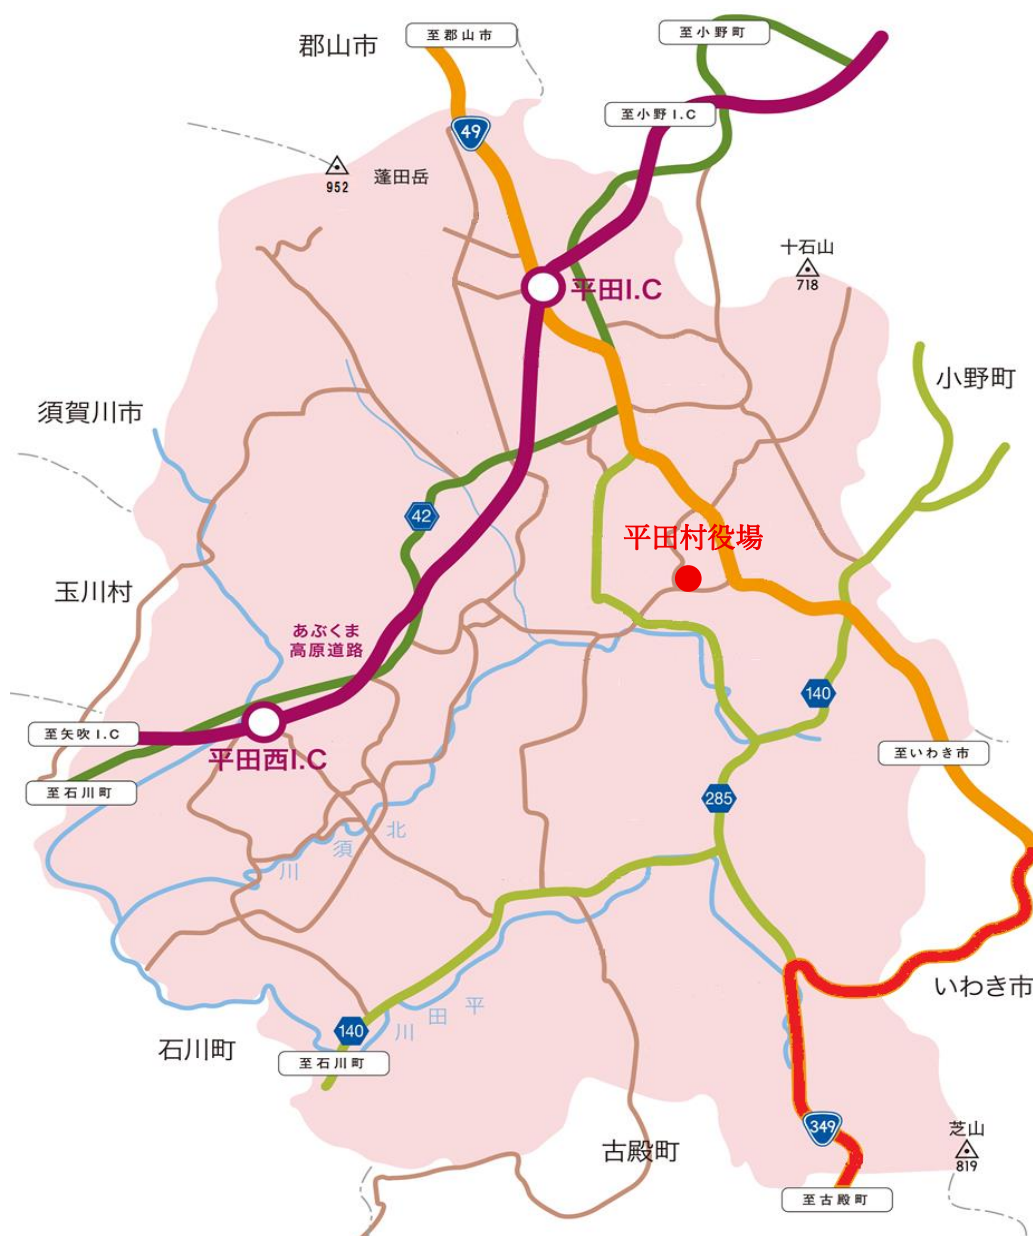 至郡山市
至小野町
郡山市
至小野I.C
49
952
蓬田岳
十石山
718
平田I.C
小野町
須賀川市
42
平田村役場
玉川村
あぶくま
高原道路
140
至矢吹I.C
平田西I.C
至いわき市
至石川町
285
北
須
川
いわき市
平
田
川
140
石川町
至石川町
349
芝山
819
古殿町
至古殿町